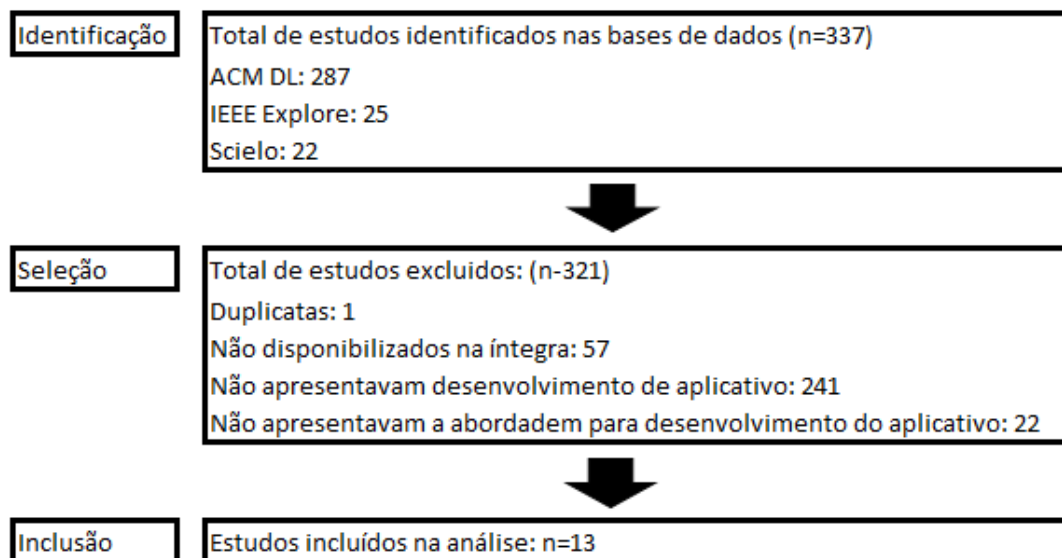 Identificação
Total de estudos identificados nas bases de dados (n=337)
ACM DL: 287
IEEE Explore: 25
Scielo: 22
Seleção
Total de estudos excluidos: (n-321)
Duplicatas: 1
Não disponibilizados na íntegra: 57
Não apresentavam desenvolvimento de aplicativo: 241
Não apresentavam a abordadem para desenvolvimento do aplicativo: 22
Inclusão
Estudos incluídos na análise: n=13